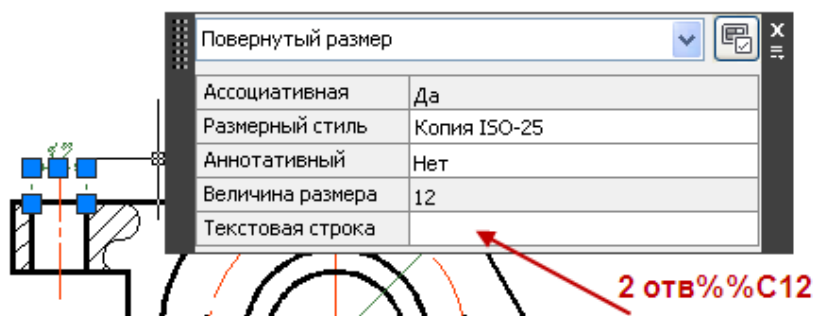 Повернутый размер
Ассоциативная Да
Размерный стиль Копия ISO-25
Аннотативный Нет
Величина размера 12
Текстовая строка
2 отв%%C12